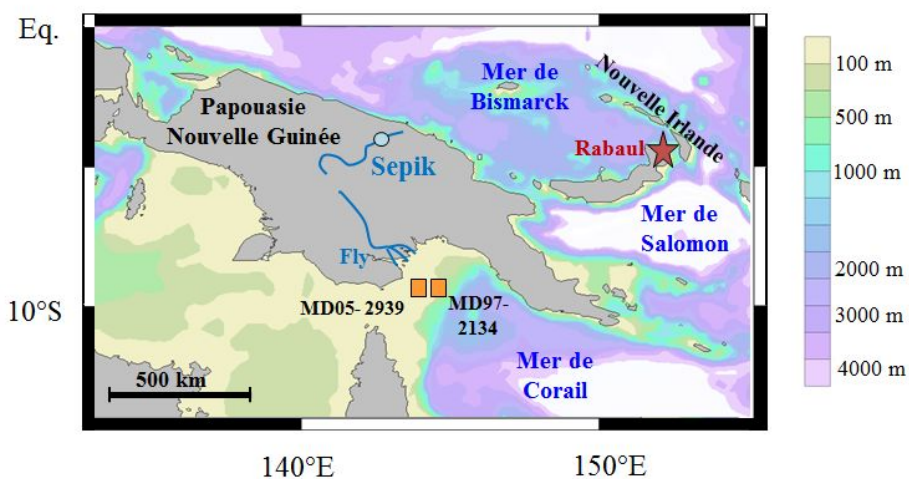 Eq.
Mer de
Bismarck
Nouvelle Irlande
Papouasie
Nouvelle Guinée
Rabaul
Sepik
Mer de
Salomon
Fly
10°S
MD05-2939
MD97-
2134
Mer de
Corail
500 km
140°E
150°E
100 m
500 m
1000 m
2000 m
3000 m
4000 m